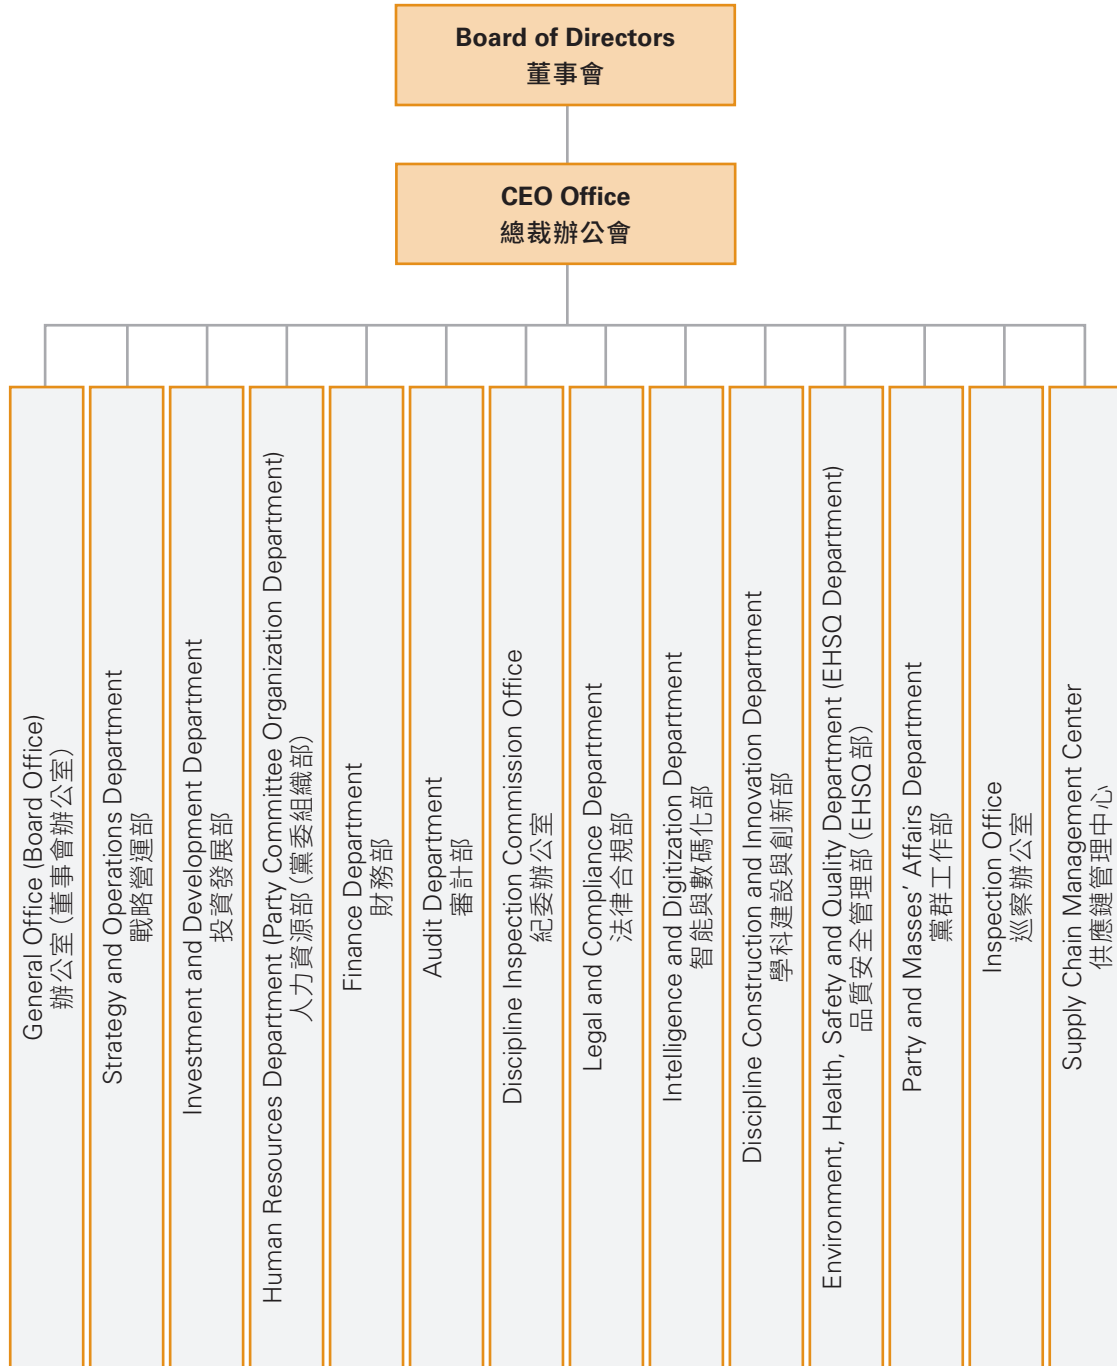 Board of Directors
董事會
CEO Office
總裁辦公會
General Office (Board Office)
辦公室 (董事會辦公室)
Strategy and Operations Department
戰略營運部
Investment and Development Department
投資發展部
Human Resources Department (Party Committee Organization Department)
人力資源部 (黨委組織部)
Finance Department
財務部
Audit Department
審計部
Discipline Inspection Commission Office
紀委辦公室
Legal and Compliance Department
法律合規部
Intelligence and Digitization Department
智能與數碼化部
Discipline Construction and Innovation Department
學科建設與創新部
Environment, Health, Safety and Quality Department (EHSQ Department)
品質安全管理部 (EHSQ部)
Party and Masses’ Affairs Department
黨群工作部
Inspection Office
巡察辦公室
Supply Chain Management Center
供應鏈管理中心